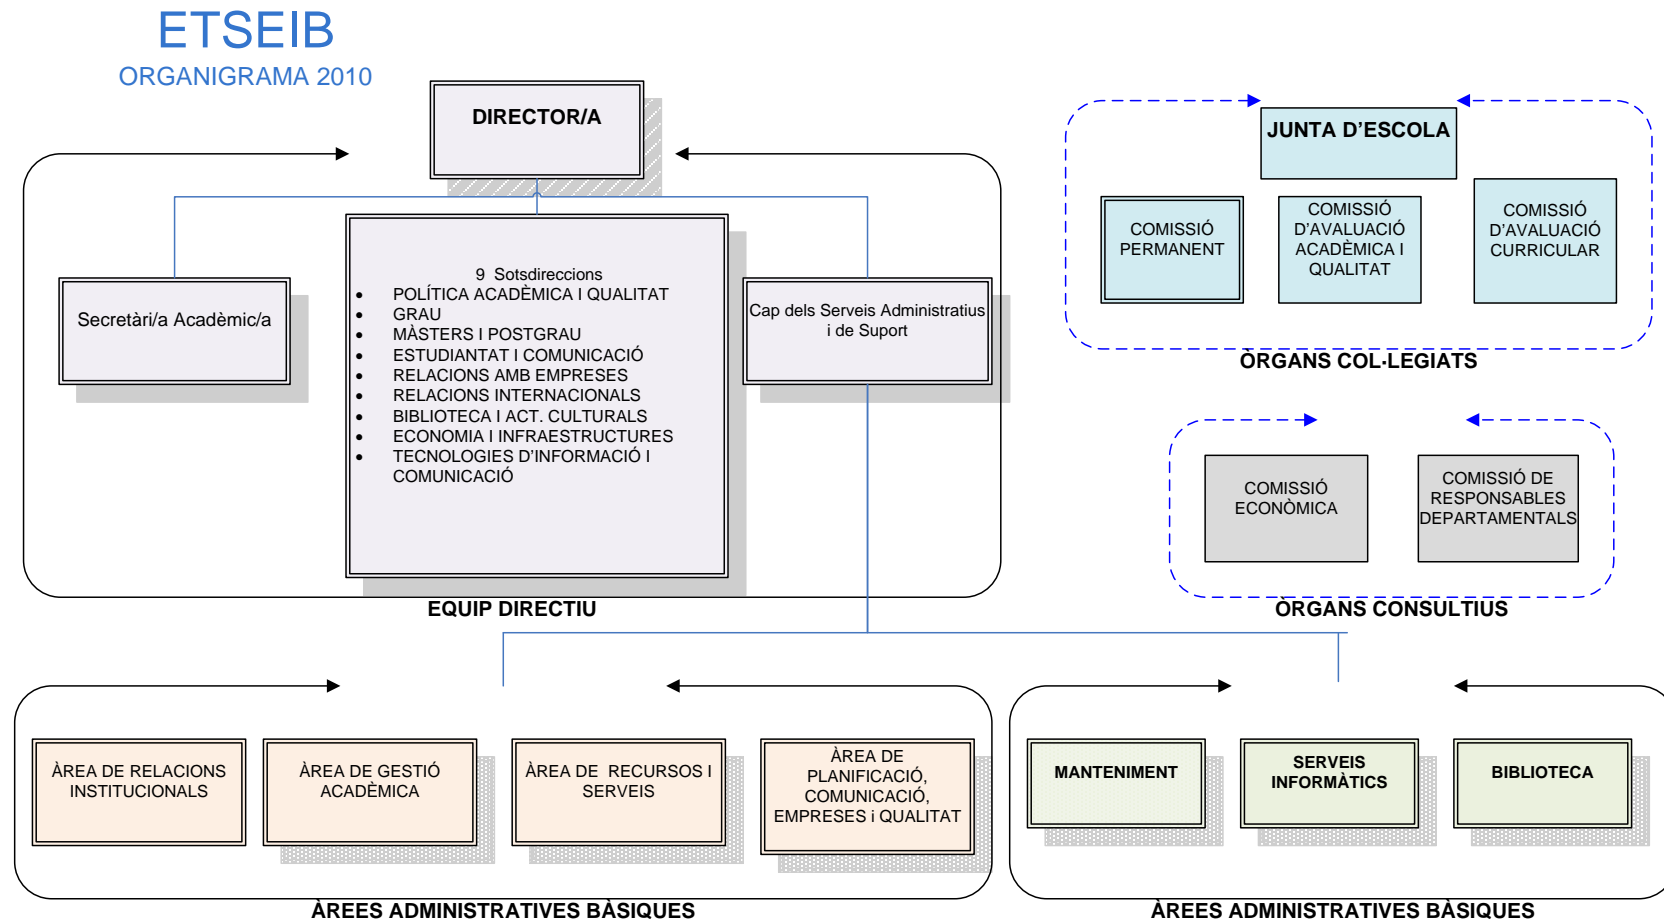 ETSEIB
ORGANIGRAMA 2010
DIRECTOR/A
Secretàri/a Acadèmic/a
9  Sotsdireccions
• POLÍTICA ACADÈMICA I QUALITAT
• GRAU
• MÀSTERS I POSTGRAU
• ESTUDIANTAT I COMUNICACIÓ
• RELACIONS AMB EMPRESES
• RELACIONS INTERNACIONALS
• BIBLIOTECA I ACT. CULTURALS
• ECONOMIA I INFRAESTRUCTURES
• TECNOLOGIES D'INFORMACIÓ I
COMUNICACIÓ
Cap dels Serveis Administratius
i de Suport
EQUIP DIRECTIU
JUNTA D'ESCOLA
COMISSIÓ
PERMANENT
COMISSIÓ
D'AVALUACIÓ
ACADÈMICA I
QUALITAT
COMISSIÓ
D'AVALUACIÓ
CURRICULAR
ÒRGANS COL·LEGIATS
COMISSIÓ
ECONÒMICA
COMISSIÓ DE
RESPONSABLES
DEPARTAMENTALS
ÒRGANS CONSULTIUS
ÀREA DE RELACIONS
INSTITUCIONALS
ÀREA DE GESTIÓ
ACADÈMICA
ÀREA DE  RECURSOS I
SERVEIS
ÀREA DE
PLANIFICACIÓ,
COMUNICACIÓ,
EMPRESES i QUALITAT
ÀREES ADMINISTRATIVES BÀSIQUES
MANTENIMENT
SERVEIS
INFORMÀTICS
BIBLIOTECA
ÀREES ADMINISTRATIVES BÀSIQUES